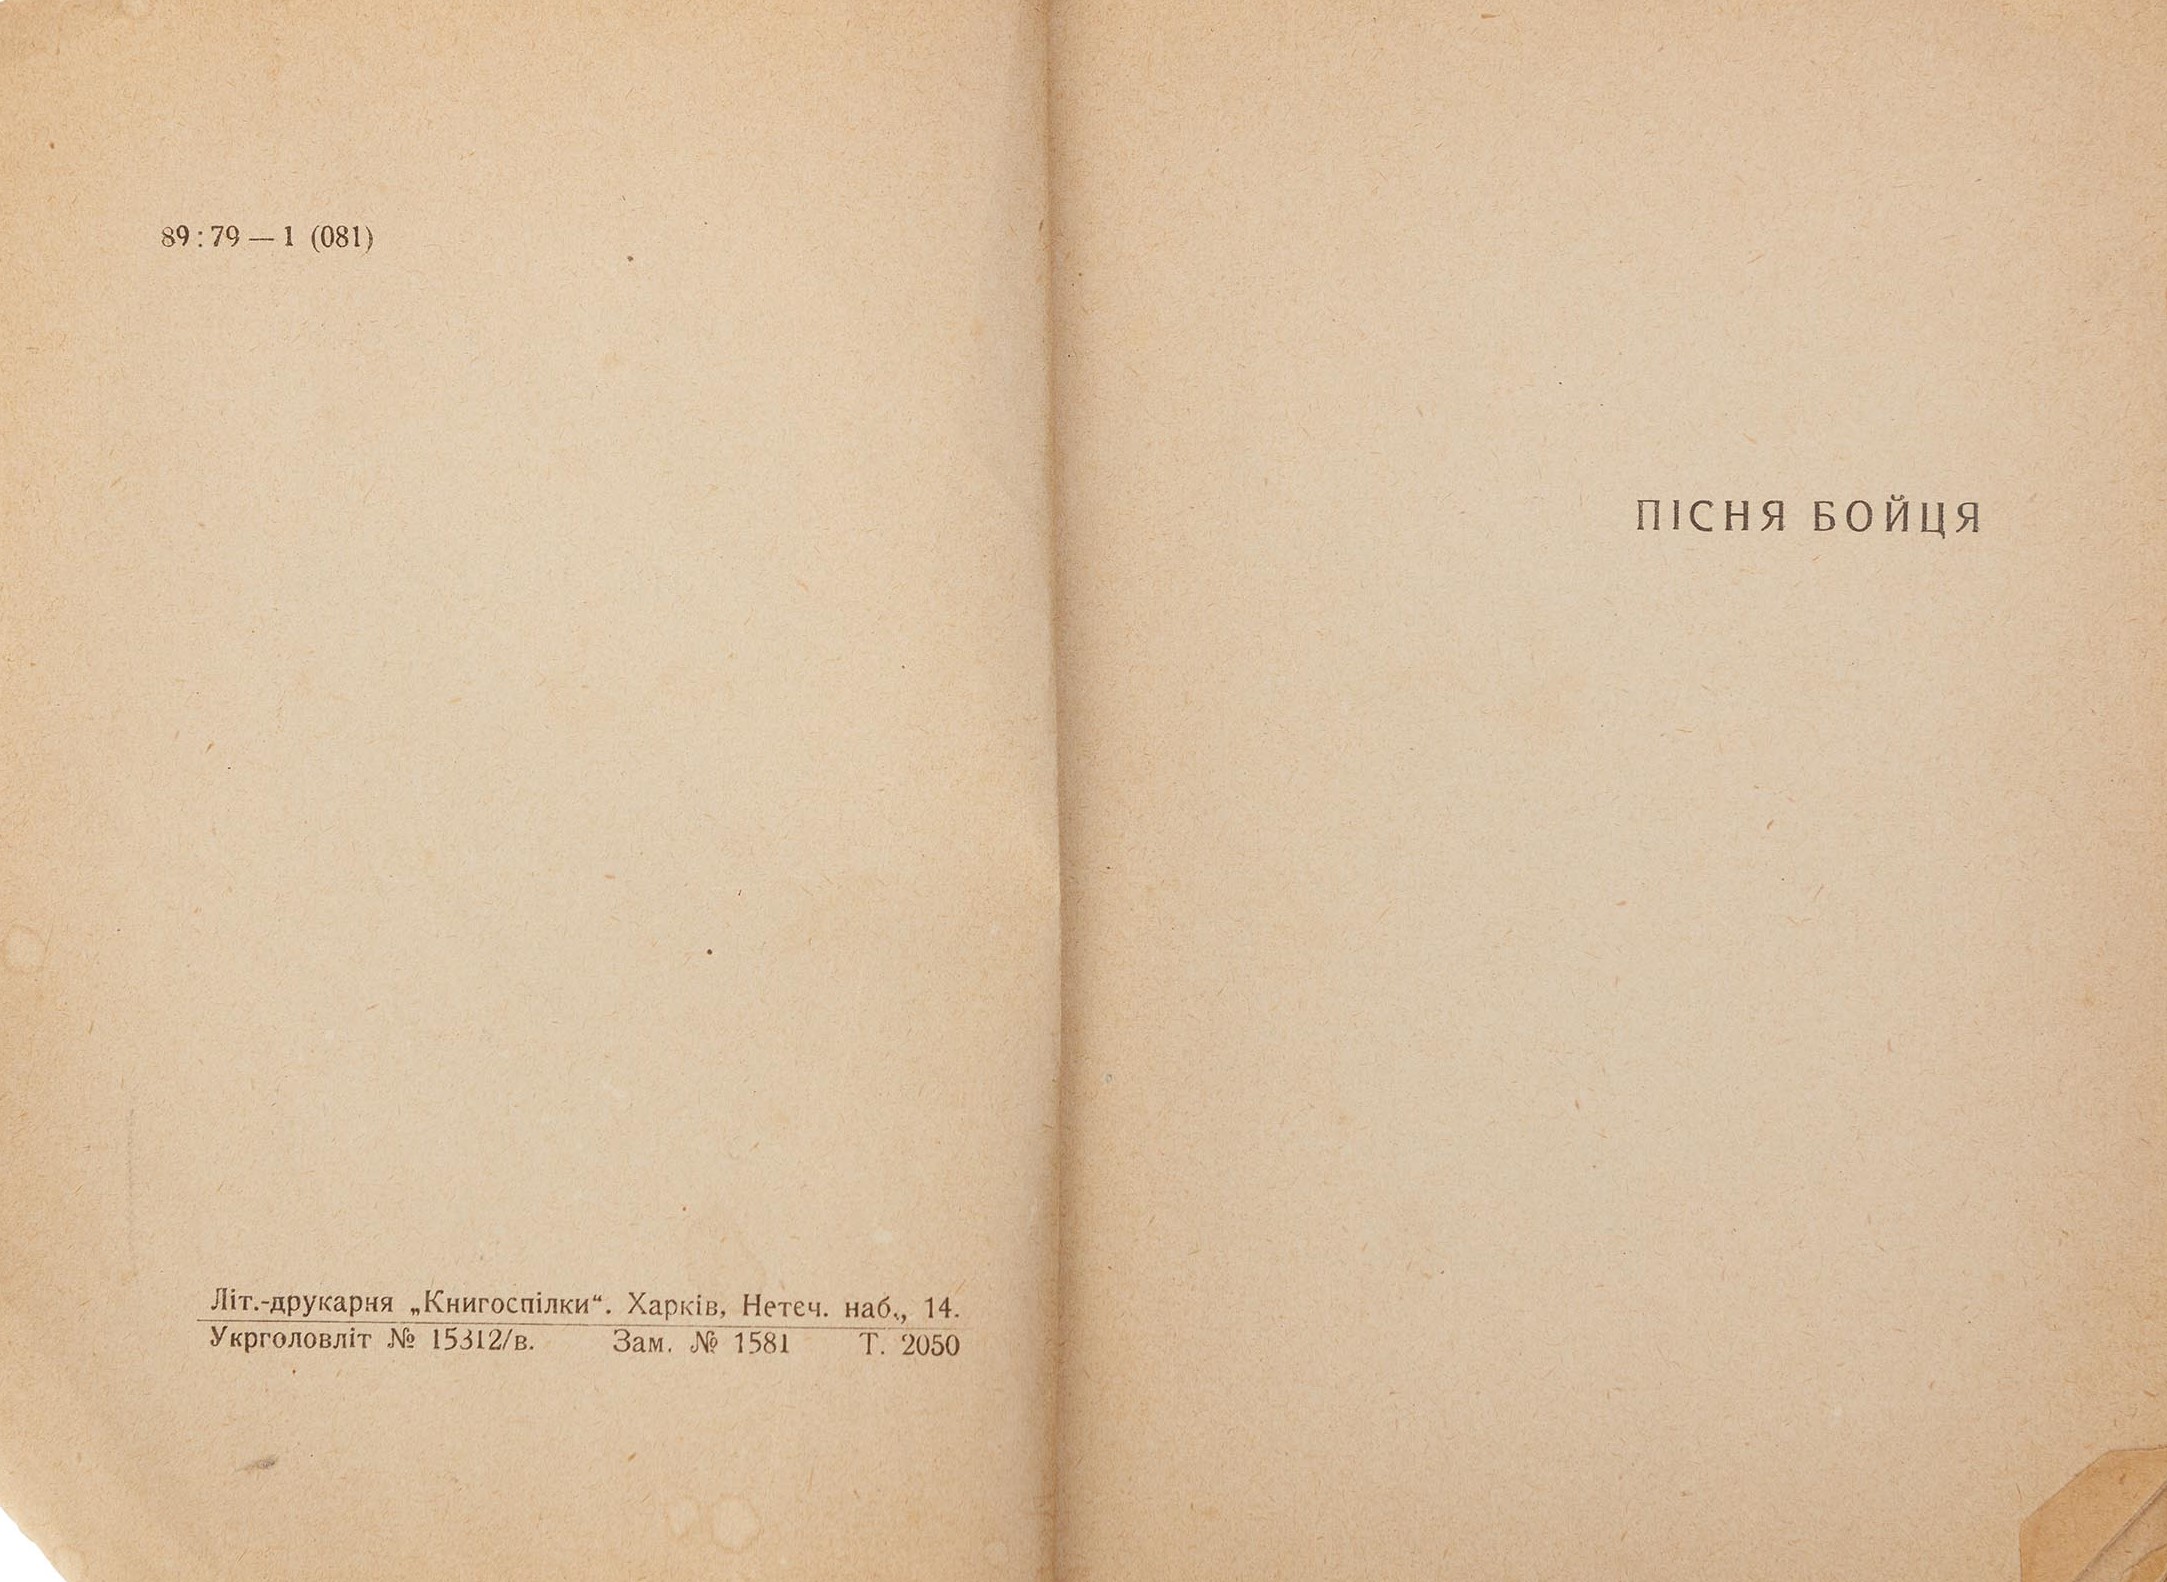 89:79 — 1 (081)
Літ.-друкарня „Книгоспілки“. Харків, Нетеч. наб., 14.
Укрголовліт № 15312/в. Зам. № 1581 Т. 2050
ПІСНЯ БОЙЦЯ